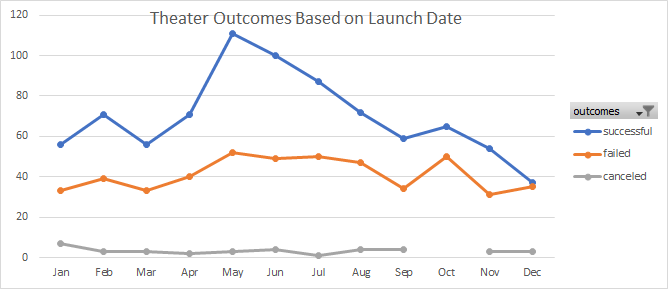 Theater Outcomes Based on Launch Date
120
100
80
60
40
20
0
Jan Feb Mar Apr May Jun Jul Aug Sep Oct Nov Dec
outcomes
successful
failed
canceled